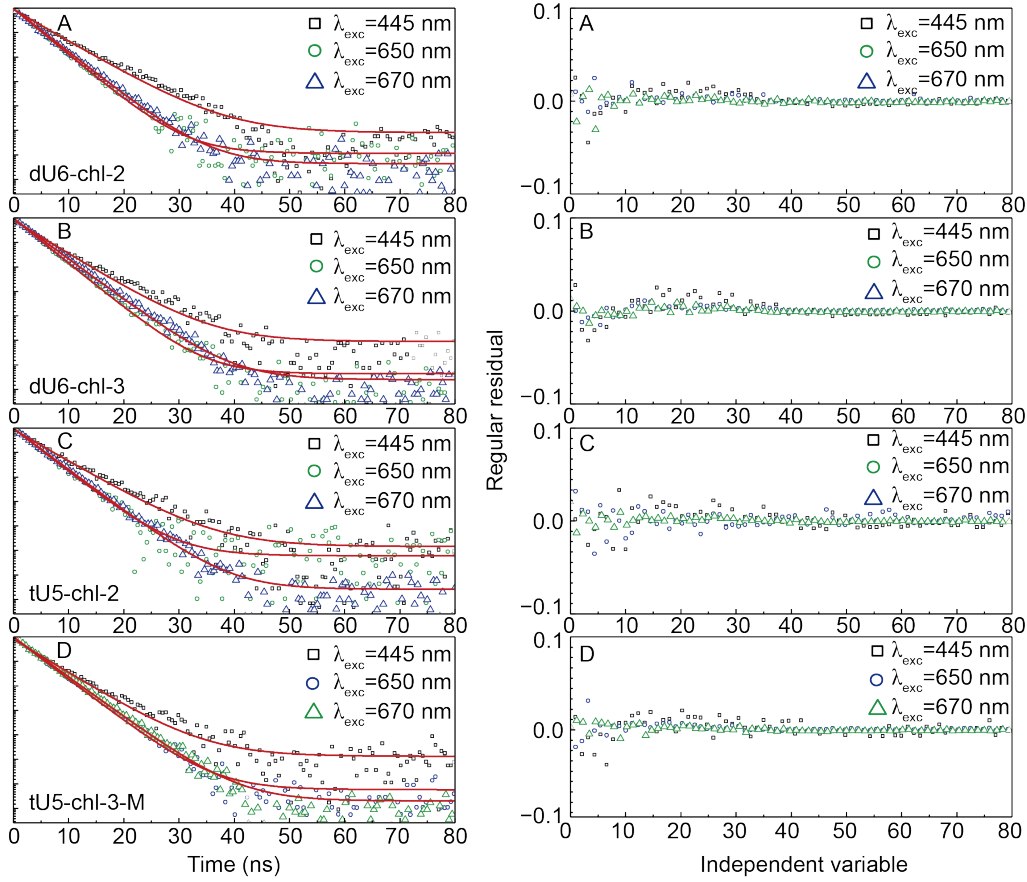 A
λexc=445 nm
λexc=650 nm
λexc=670 nm
dU6-chl-2
0 10 20 30 40 50 60 70 80
B
λexc=445 nm
λexc=650 nm
λexc=670 nm
dU6-chl-3
0 10 20 30 40 50 60 70 80
C
λexc=445 nm
λexc=650 nm
λexc=670 nm
tU5-chl-2
0 10 20 30 40 50 60 70 80
D
λexc=445 nm
λexc=650 nm
λexc=670 nm
tU5-chl-3-M
0 10 20 30 40 50 60 70 80
Time (ns)
Regular residual
0.1
A
λexc=445 nm
λexc=650 nm
λexc=670 nm
0.0
−0.1
0 10 20 30 40 50 60 70 80
0.1
B
λexc=445 nm
λexc=650 nm
λexc=670 nm
0.0
−0.1
0 10 20 30 40 50 60 70 80
0.1
C
λexc=445 nm
λexc=650 nm
λexc=670 nm
0.0
−0.1
0 10 20 30 40 50 60 70 80
0.1
D
λexc=445 nm
λexc=650 nm
λexc=670 nm
0.0
−0.1
0 10 20 30 40 50 60 70 80
Independent variable